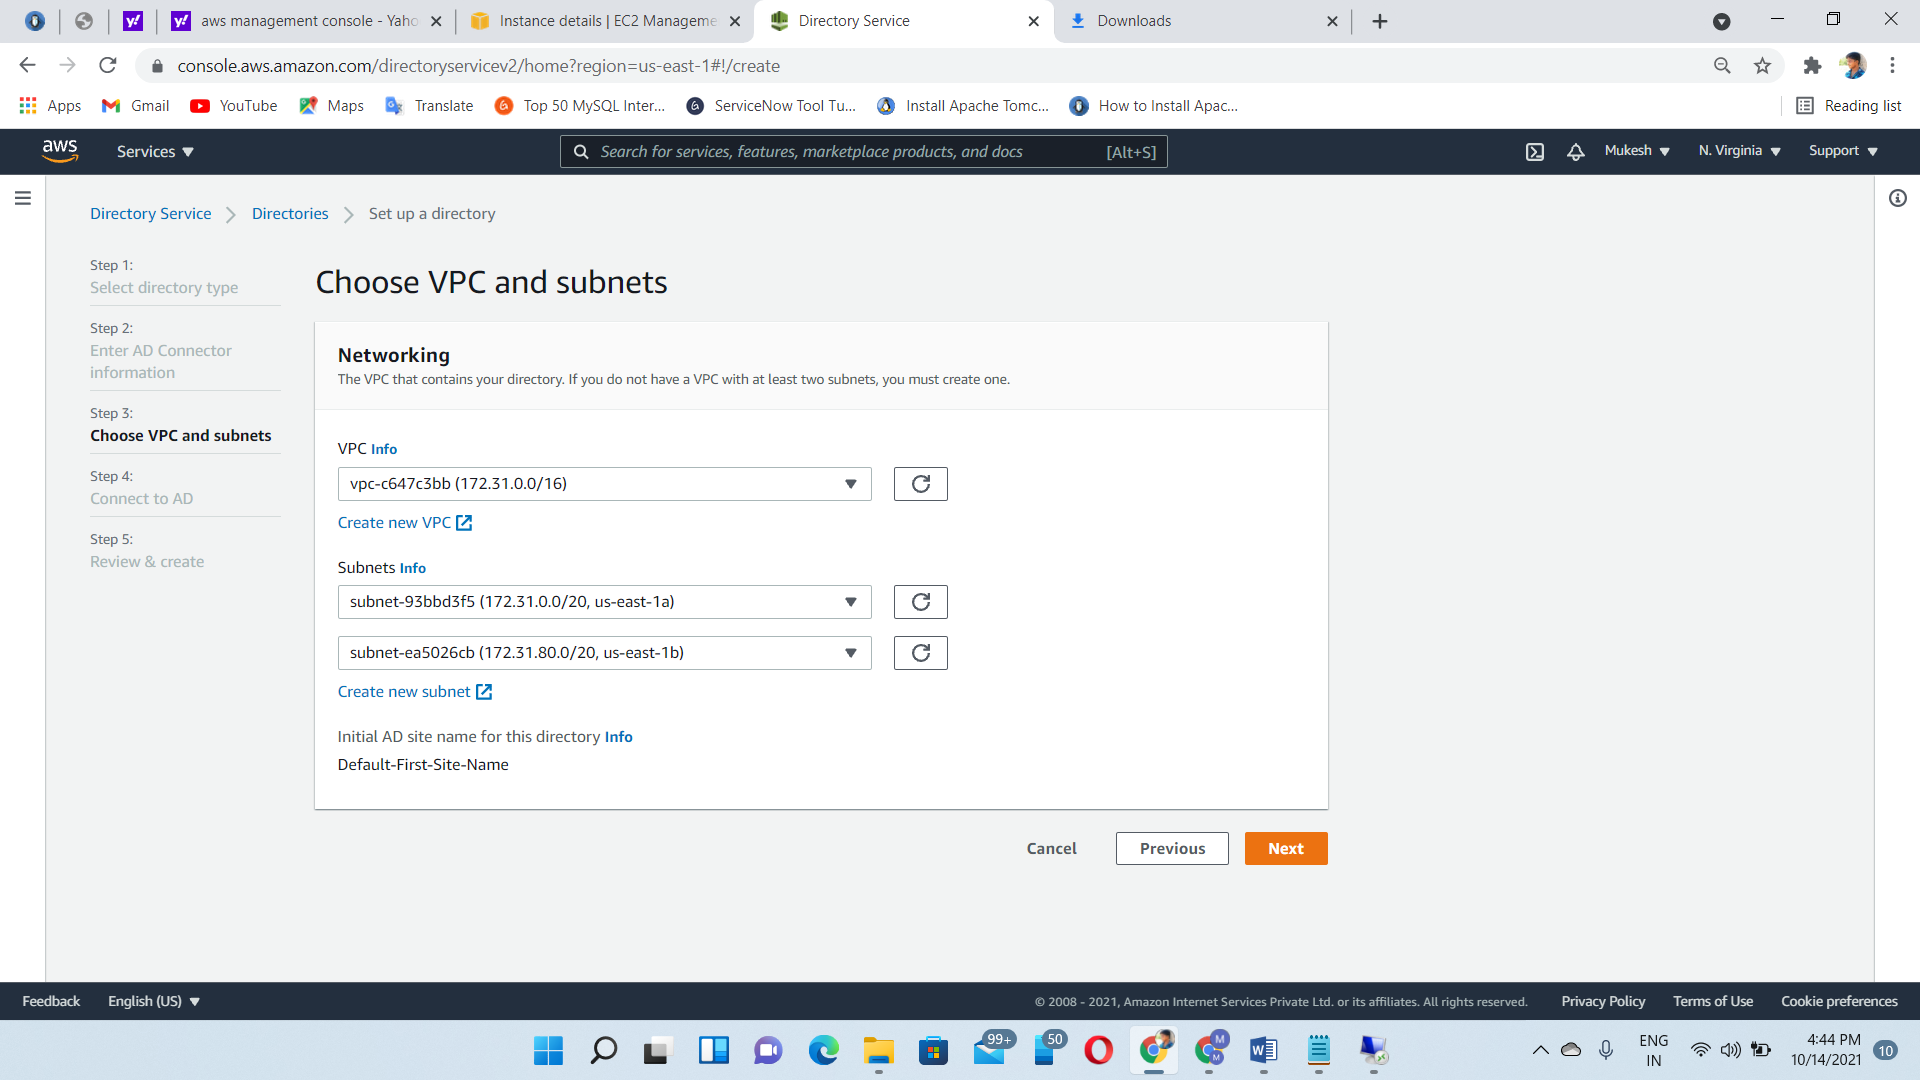 aws management console - Yaho
Instance details | EC2 Manageme
Directory Service
Downloads
console.aws.amazon.com/directoryservicev2/home?region=us-east-1#!/create
Apps
Gmail
YouTube
Maps
Translate
Top 50 MySQL Inter...
ServiceNow Tool Tu...
Install Apache Tomc...
How to Install Apac...
Reading list
aws
Services
Search for services, features, marketplace products, and docs
[Alt+S]
Mukesh
N. Virginia
Support
Directory Service
Directories
Set up a directory
Step 1:
Select directory type
Step 2:
Enter AD Connector
information
Step 3:
Choose VPC and subnets
Step 4:
Connect to AD
Step 5:
Review & create
Choose VPC and subnets
Networking
The VPC that contains your directory. If you do not have a VPC with at least two subnets, you must create one.
VPC Info
vpc-c647c3bb (172.31.0.0/16)
Create new VPC
Subnets Info
subnet-93bbd3f5 (172.31.0.0/20, us-east-1a)
subnet-ea5026cb (172.31.80.0/20, us-east-1b)
Create new subnet
Initial AD site name for this directory Info
Default-First-Site-Name
Cancel
Previous
Next
Feedback
English (US)
© 2008 - 2021, Amazon Internet Services Private Ltd. or its affiliates. All rights reserved.
Privacy Policy
Terms of Use
Cookie preferences
99+
50
M
M
ENG
IN
4:44 PM
10/14/2021
10